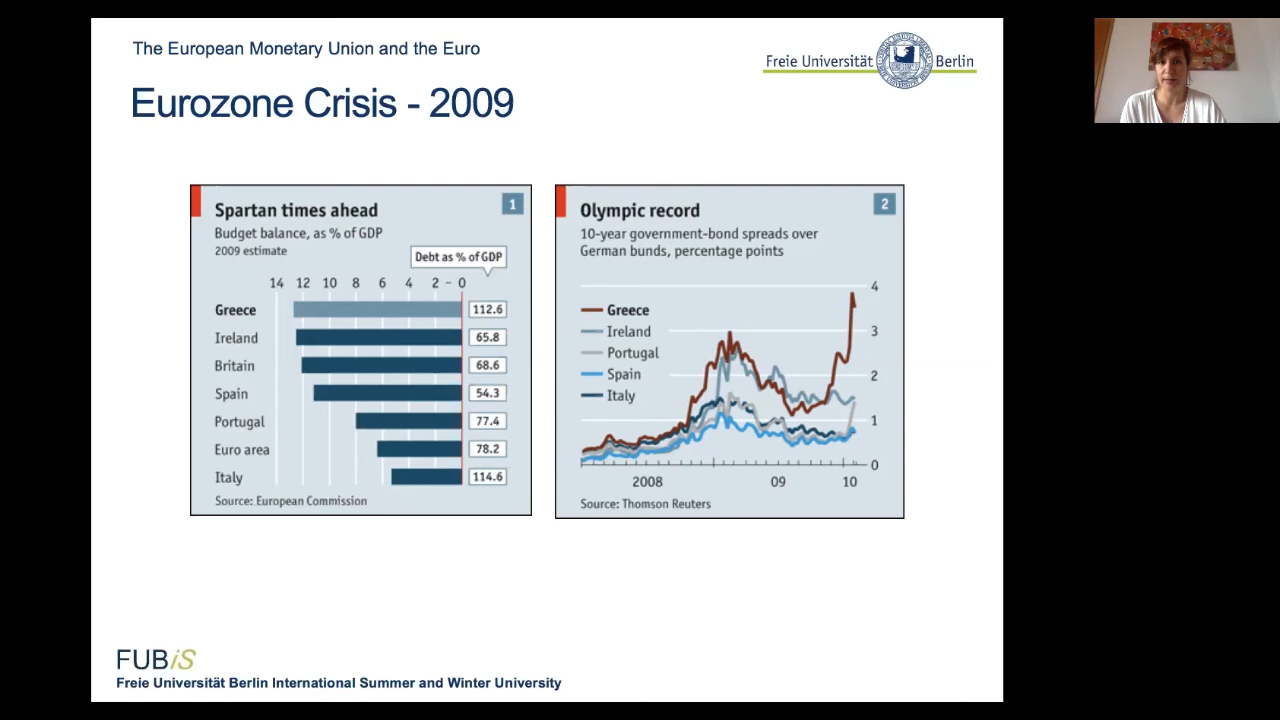 The European Monetary Union and the Euro
Freie Universität Berlin
Eurozone Crisis - 2009
Spartan times ahead
1
Budget balance, as % of GDP
2009 estimate
Debt as % of GDP
14 12 10 8 6 4 2 – 0
Greece 112.6
Ireland 65.8
Britain 68.6
Spain 54.3
Portugal 77.4
Euro area 78.2
Italy 114.6
Source: European Commission
Olympic record
2
10-year government-bond spreads over
German bunds, percentage points
4
Greece
Ireland
3
Portugal
Spain
2
Italy
1
0
2008 09 10
Source: Thomson Reuters
FUBiS
Freie Universität Berlin International Summer and Winter University